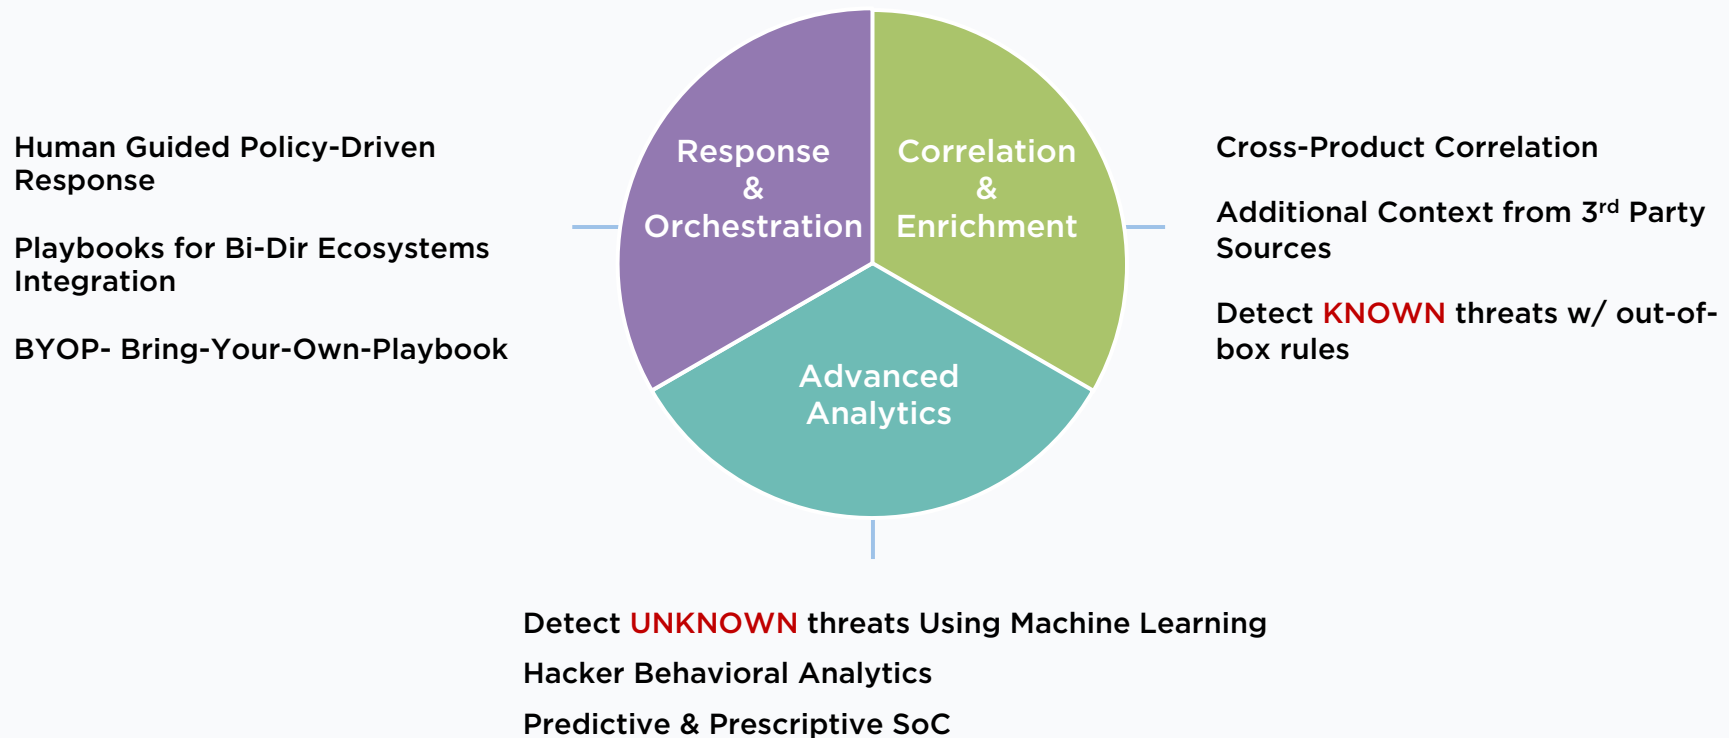 Response
&
Orchestration
Correlation
&
Enrichment
Advanced
Analytics
Human Guided Policy-Driven
Response
Playbooks for Bi-Dir Ecosystems
Integration
BYOP- Bring-Your-Own-Playbook
Cross-Product Correlation
Additional Context from 3rd Party
Sources
Detect KNOWN threats w/ out-of-
box rules
Detect UNKNOWN threats Using Machine Learning
Hacker Behavioral Analytics
Predictive & Prescriptive SoC